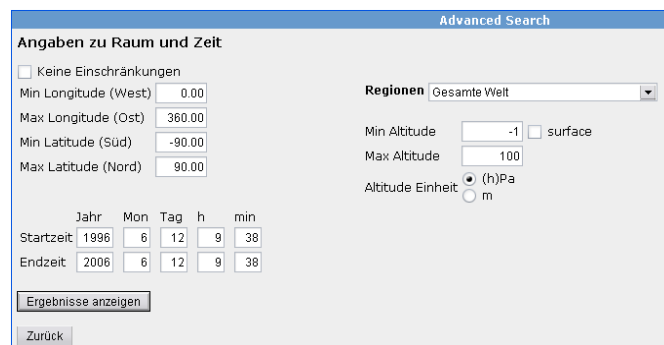 Advanced Search
Angaben zu Raum und Zeit
Keine Einschränkungen
Min Longitude (West) 0.00
Max Longitude (Ost) 360.00
Min Latitude (Süd) -90.00
Max Latitude (Nord) 90.00
Regionen Gesamte Welt
Min Altitude -1 surface
Max Altitude 100
Altitude Einheit (h)Pa
m
Jahr Mon Tag h min
Startzeit 1996 6 12 9 38
Endzeit 2006 6 12 9 38
Ergebnisse anzeigen
Zurück